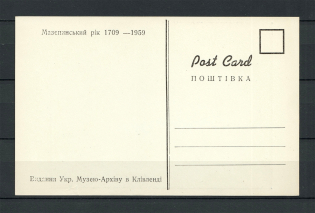 Мазепинський рік 1709 —1959
Post Card
ПОШТІВКА
Видання Укр. Музею-Архіву в Клівленді